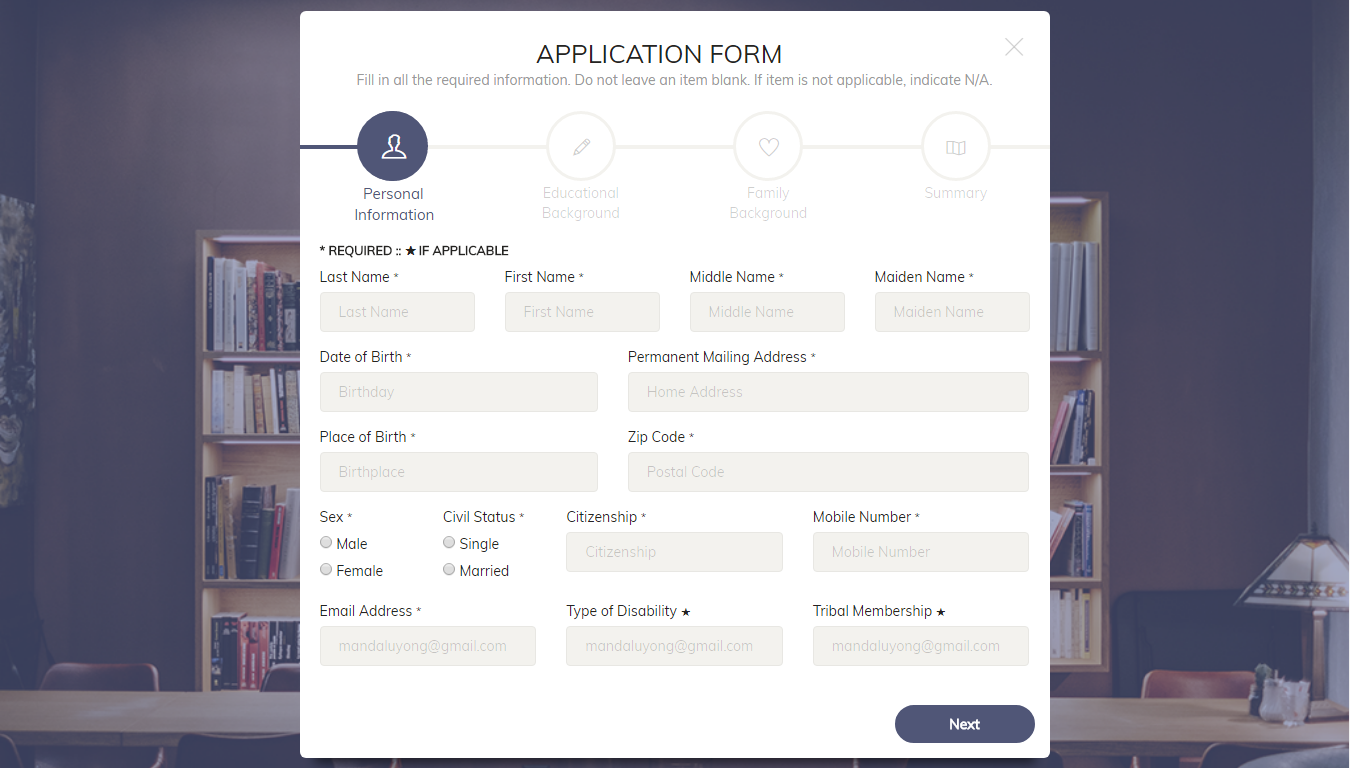 APPLICATION FORM
Fill in all the required information. Do not leave an item blank. If item is not applicable, indicate N/A.
Personal Information
Educational Background
Family Background
Summary
* REQUIRED :: ★ IF APPLICABLE
Last Name * First Name * Middle Name * Maiden Name *
Last Name First Name Middle Name Maiden Name
Date of Birth * Permanent Mailing Address *
Birthday Home Address
Place of Birth * Zip Code *
Birthplace Postal Code
Sex * Civil Status * Citizenship * Mobile Number *
Male Single Citizenship Mobile Number
Female Married
Email Address * Type of Disability ★ Tribal Membership ★
mandaluyong@gmail.com mandaluyong@gmail.com mandaluyong@gmail.com
Next